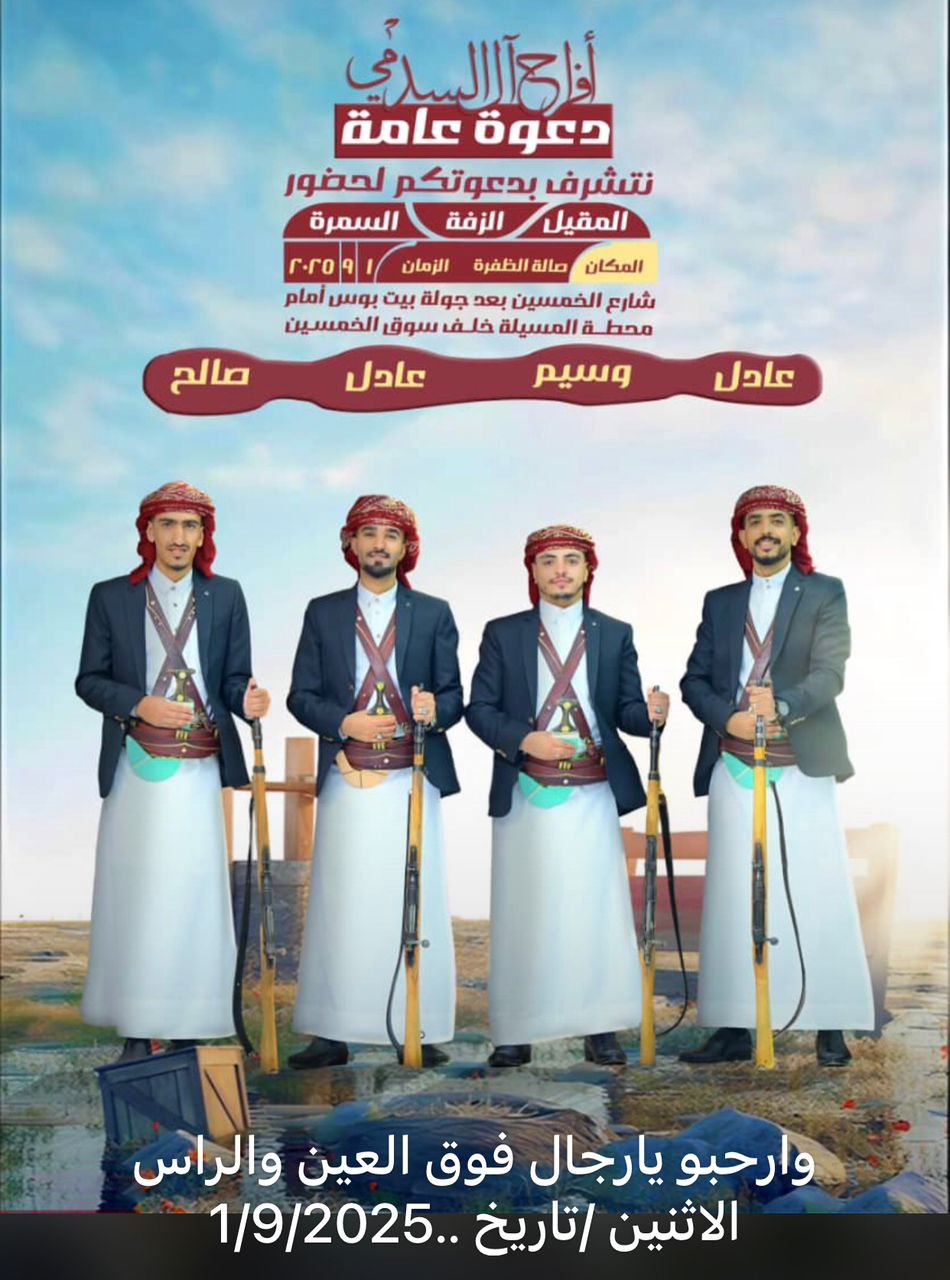 أفراح آل السدمي
دعوة عامة
نتشرف بدعوتكم لحضور
المقيل الزفة السمرة
المكان صالة الظفرة الزمان ١ ٩ ٢٠٢٥
شارع الخمسين بعد جولة بيت بوس أمام
محطة المسيلة خلف سوق الخمسين
عادل وسيم عادل صالح
وارحبو يارجال فوق العين والراس
الاثنين /تاريخ ..1/9/2025